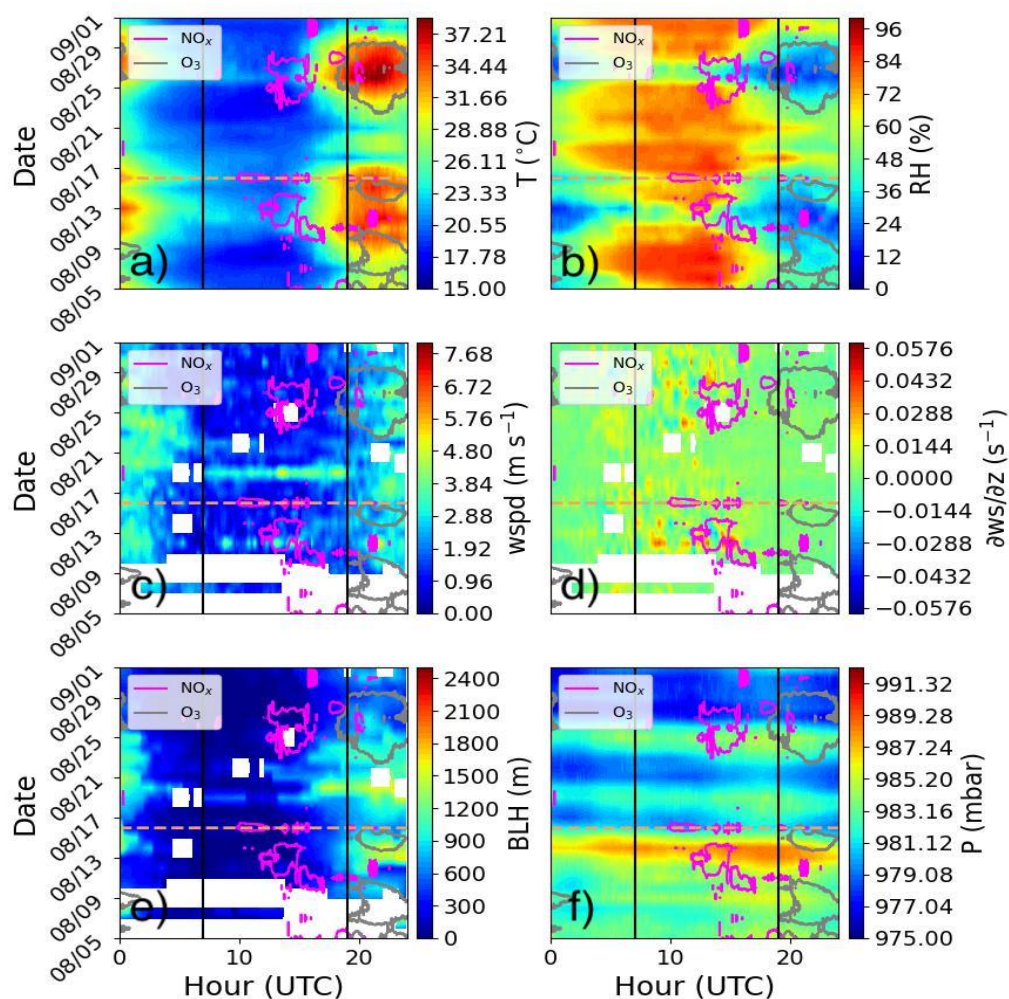 NOx
O3
a)
Date
09/01
08/29
08/25
08/21
08/17
08/13
08/09
08/05
37.21
34.44
31.66
28.88
26.11
23.33
20.55
17.78
15.00
T (°C)
NOx
O3
b)
96
84
72
60
48
36
24
12
0
RH (%)
NOx
O3
c)
Date
09/01
08/29
08/25
08/21
08/17
08/13
08/09
08/05
7.68
6.72
5.76
4.80
3.84
2.88
1.92
0.96
0.00
wspd (m s⁻¹)
NOx
O3
d)
0.0576
0.0432
0.0288
0.0144
0.0000
−0.0144
−0.0288
−0.0432
−0.0576
∂ws/∂z (s⁻¹)
NOx
O3
e)
Date
09/01
08/29
08/25
08/21
08/17
08/13
08/09
08/05
0
10
20
Hour (UTC)
2400
2100
1800
1500
1200
900
600
300
0
BLH (m)
NOx
O3
f)
0
10
20
Hour (UTC)
991.32
989.28
987.24
985.20
983.16
981.12
979.08
977.04
975.00
P (mbar)